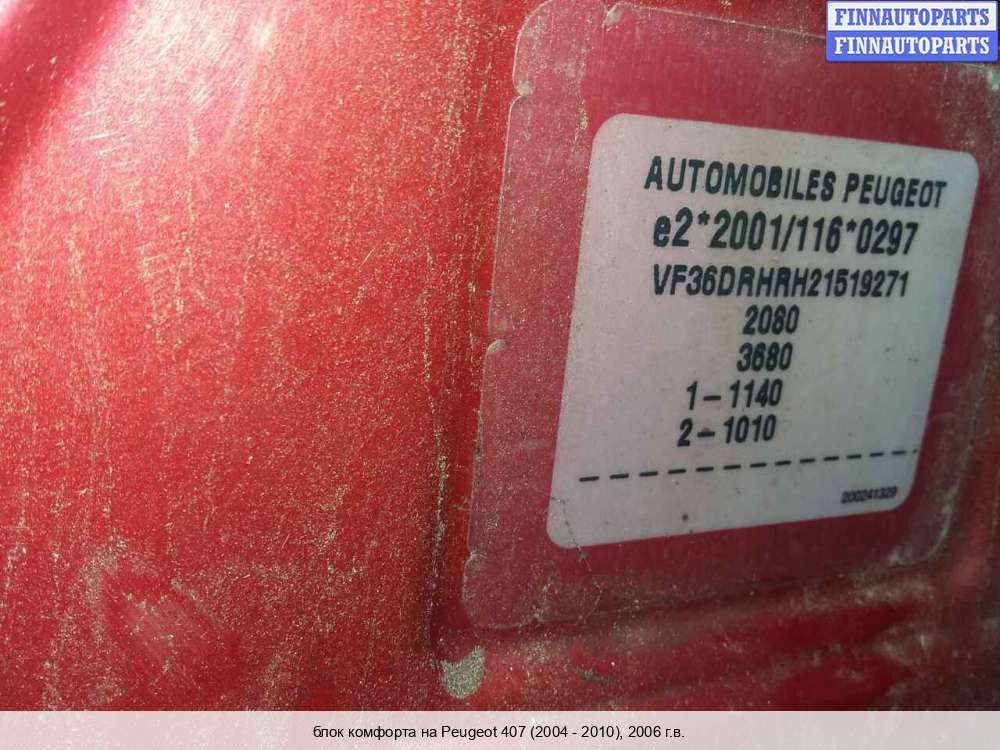 FINNAUTOPARTS
FINNAUTOPARTS
AUTOMOBILES PEUGEOT
e2*2001/116*0297
VF36DRHRH21519271
2080
3680
1-1140
2-1010
200241329
блок комфорта на Peugeot 407 (2004 - 2010), 2006 г.в.